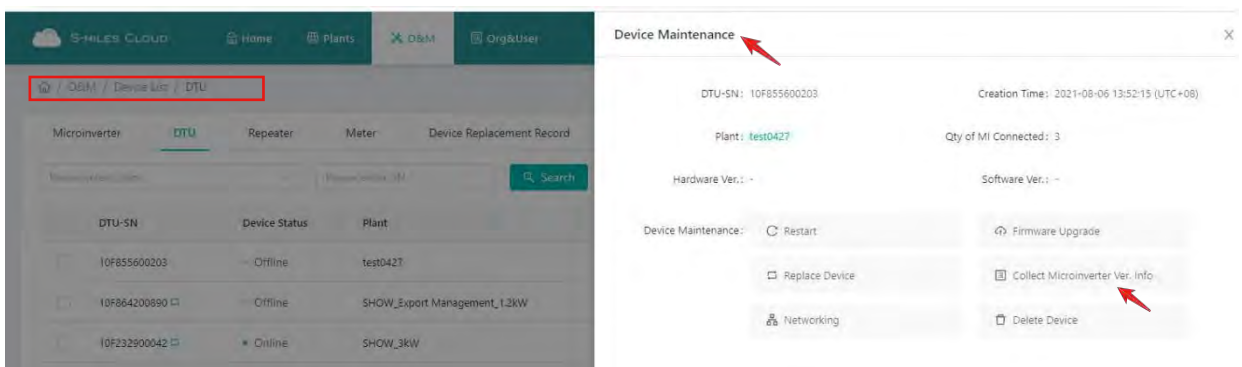 S-MILES CLOUD
Home
Plants
O&M
Org&User
/ O&M / Device List / DTU
Microinverter
DTU
Repeater
Meter
Device Replacement Record
Search
DTU-SN
Device Status
Plant
10F855600203
Offline
test0427
10F864200890
Offline
SHOW_Export Management_1.2kW
10F232900042
Online
SHOW_3kW
Device Maintenance
DTU-SN: 10F855600203
Creation Time: 2021-08-06 13:52:15 (UTC+08)
Plant: test0427
Qty of MI Connected: 3
Hardware Ver.: -
Software Ver.: -
Device Maintenance:
Restart
Firmware Upgrade
Replace Device
Collect Microinverter Ver. Info
Networking
Delete Device